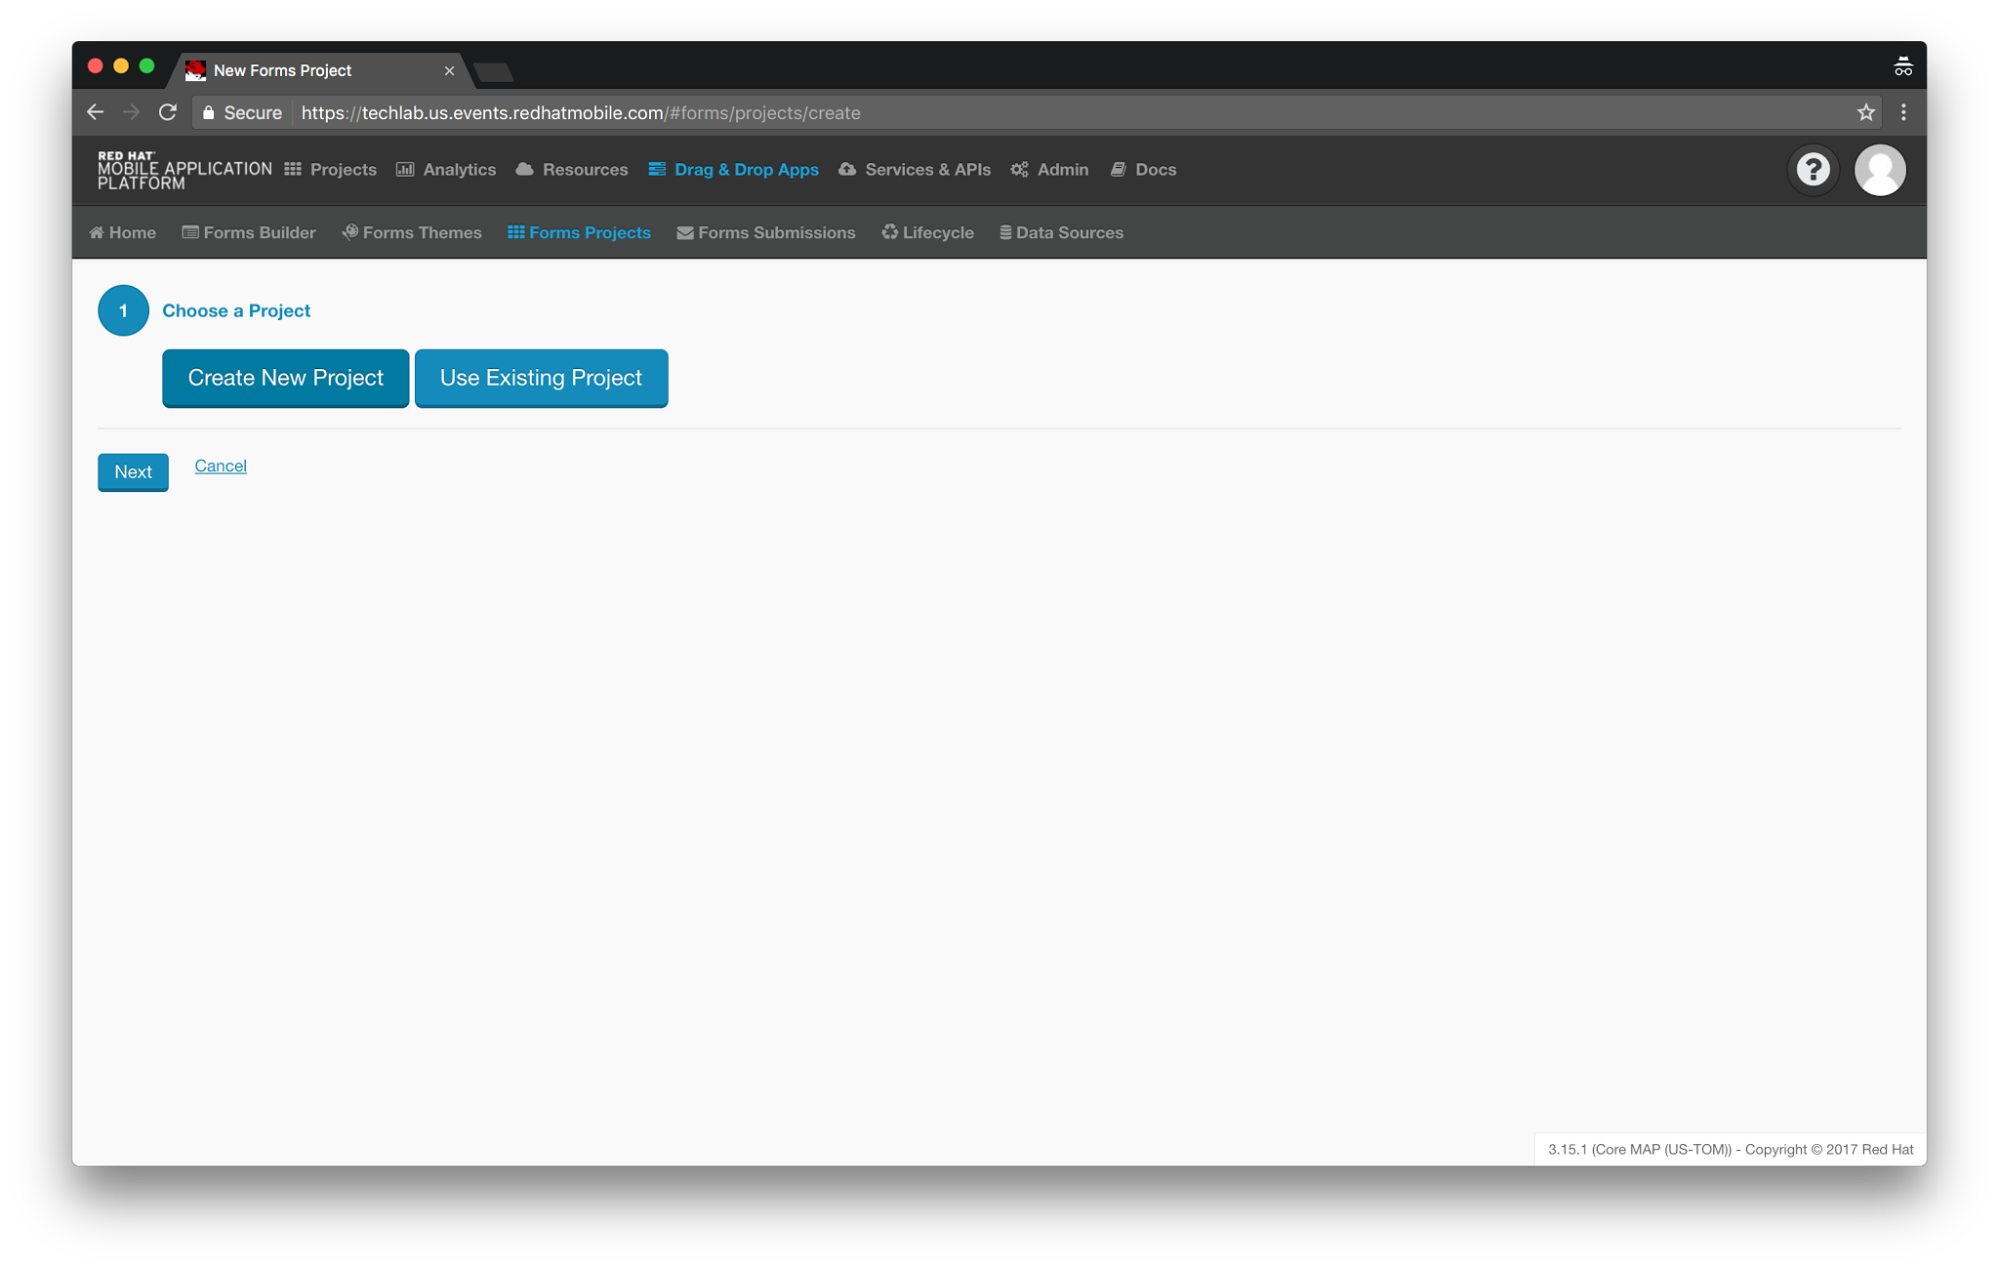 New Forms Project
Secure https://techlab.us.events.redhatmobile.com/#forms/projects/create
RED HAT
MOBILE APPLICATION
PLATFORM
Projects Analytics Resources Drag & Drop Apps Services & APIs Admin Docs
Home Forms Builder Forms Themes Forms Projects Forms Submissions Lifecycle Data Sources
1 Choose a Project
Create New Project Use Existing Project
Next Cancel
3.15.1 (Core MAP (US-TOM)) - Copyright © 2017 Red Hat